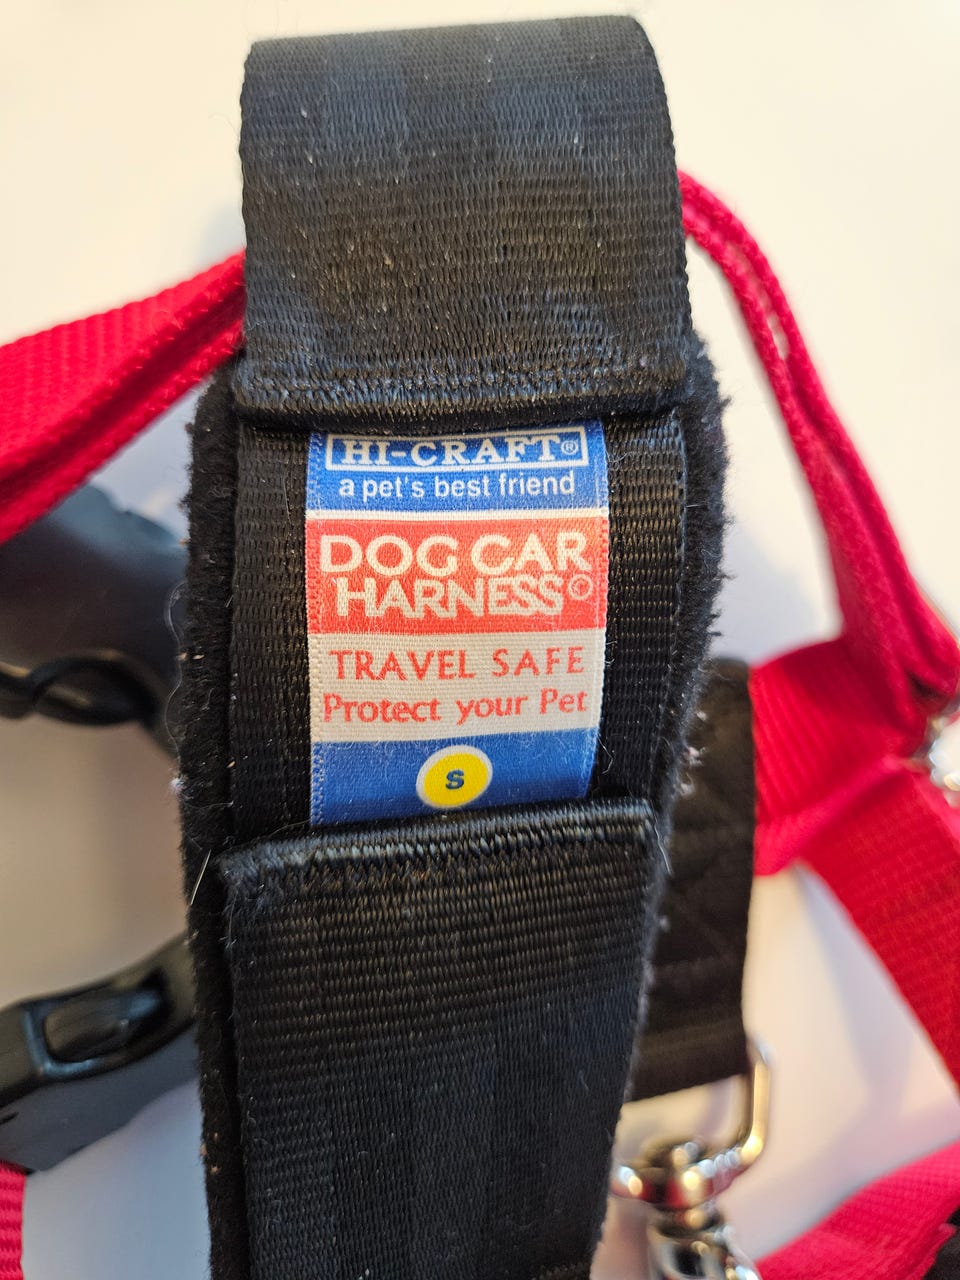 HI-CRAFT®
a pet's best friend
DOG CAR
HARNESS©
TRAVEL SAFE
Protect your Pet
S